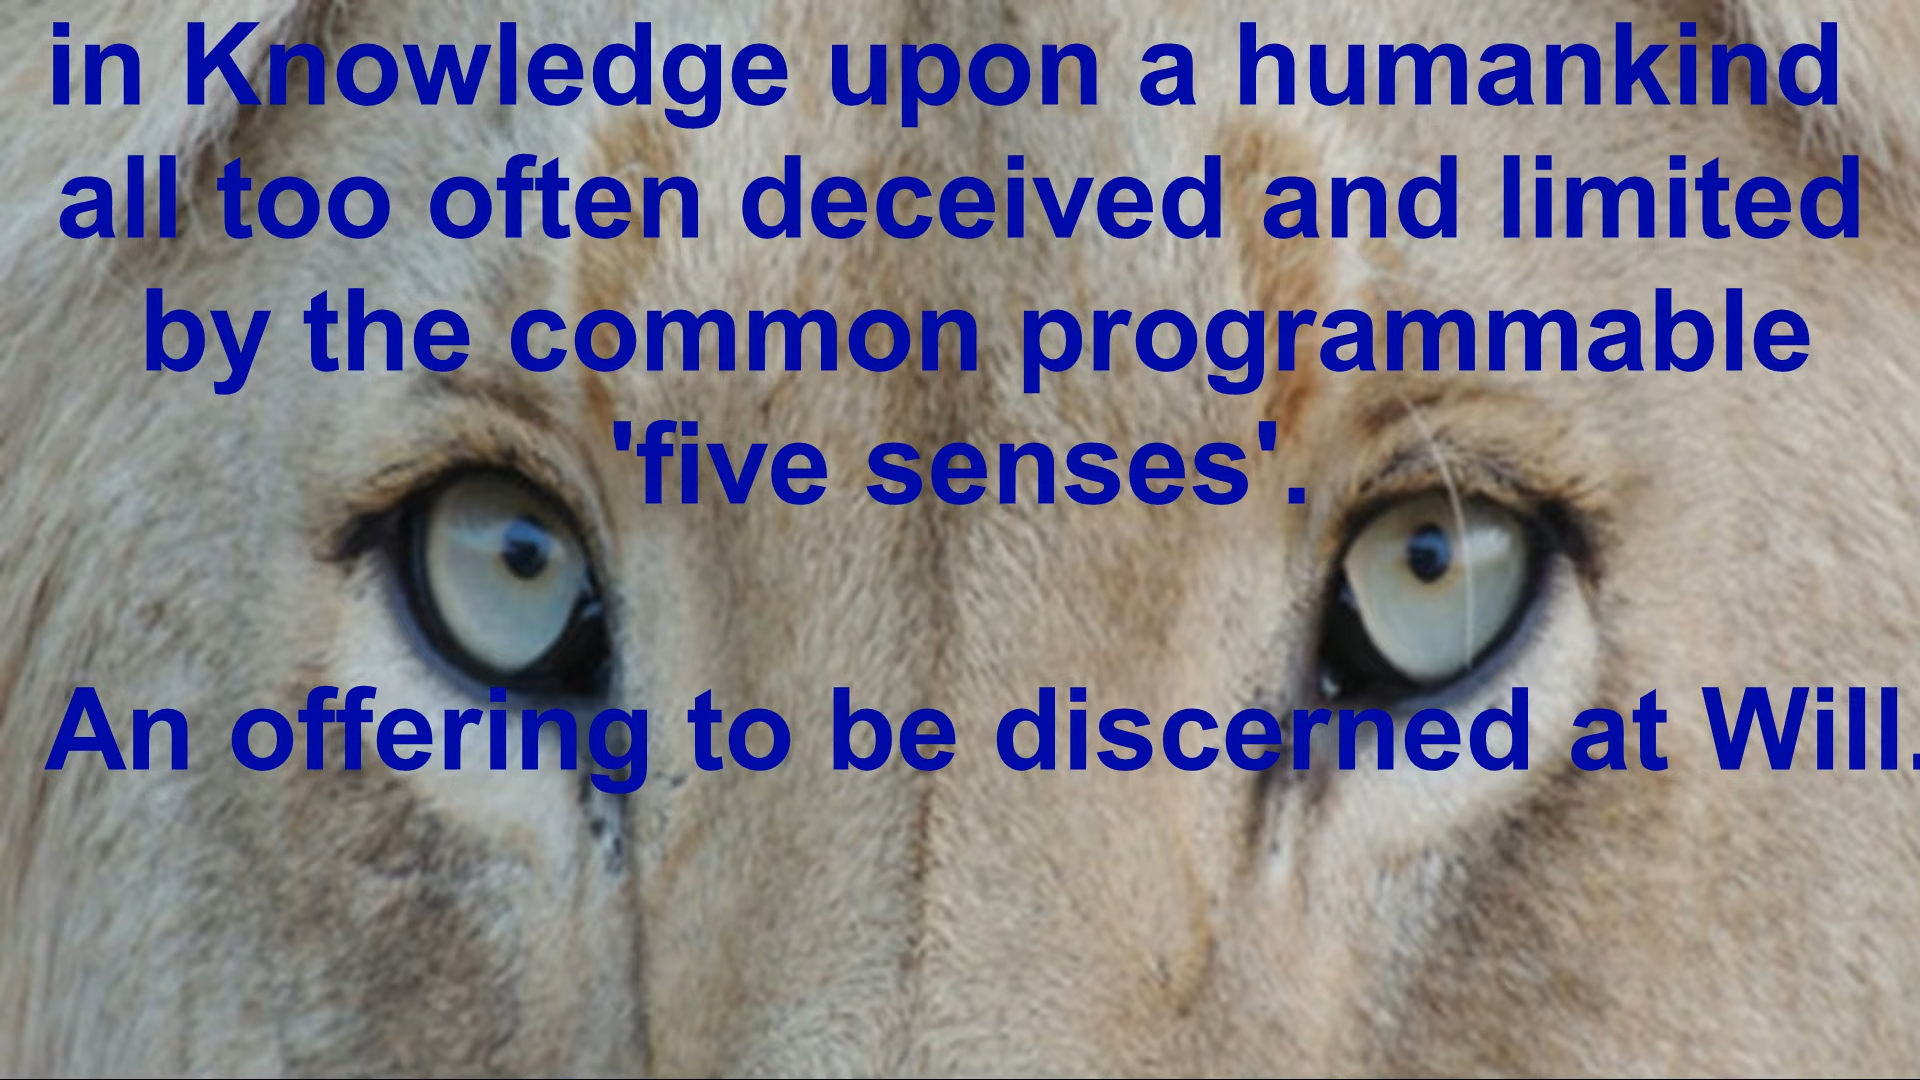 in Knowledge upon a humankind
all too often deceived and limited
by the common programmable
'five senses'.
An offering to be discerned at Will.